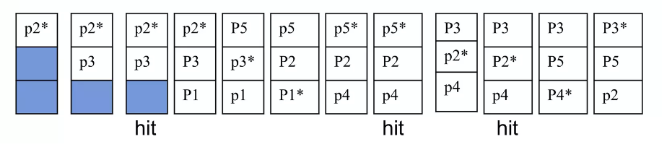 p2* p2* p2* p2* P5 p5 p5* p5* P3 P3 P3 P3*
p3 p3 P3 p3* P2 P2 P2 p2* P2* P5 P5
P1 p1 P1* p4 p4 p4 p4 P4* p2
hit hit hit